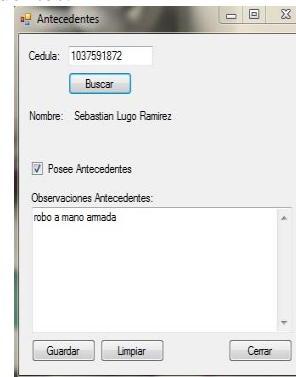 Antecedentes
Cedula: 1037591872
Buscar
Nombre: Sebastian Lugo Ramirez
Posee Antecedentes
Observaciones Antecedentes:
robo a mano armada
Guardar Limpiar Cerrar